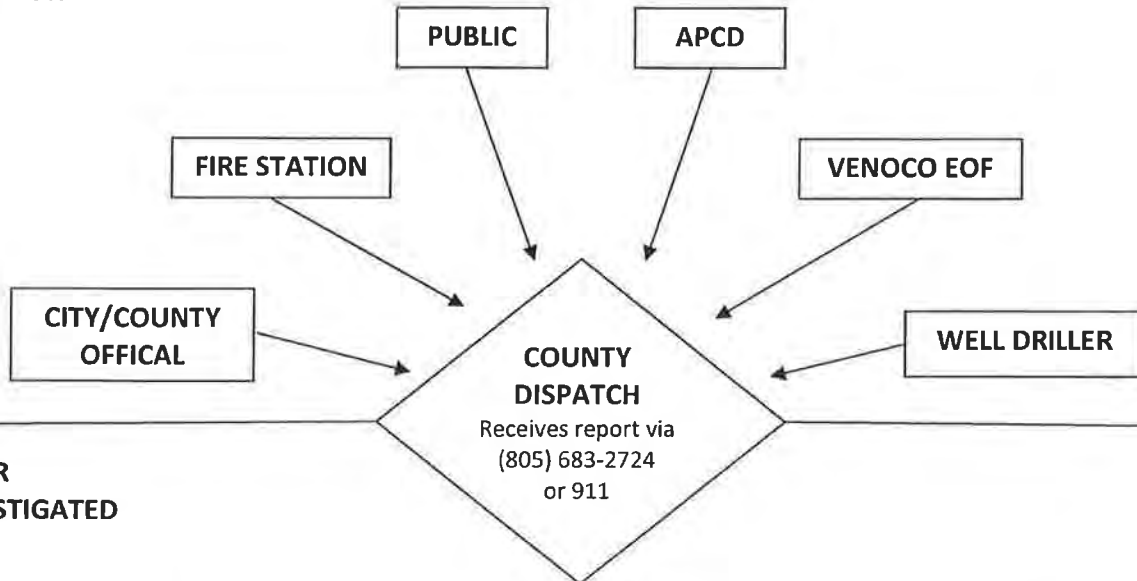 PUBLIC
APCD
FIRE STATION
VENOCO EOF
CITY/COUNTY
OFFICAL
WELL DRILLER
COUNTY
DISPATCH
Receives report via
(805) 683-2724
or 911